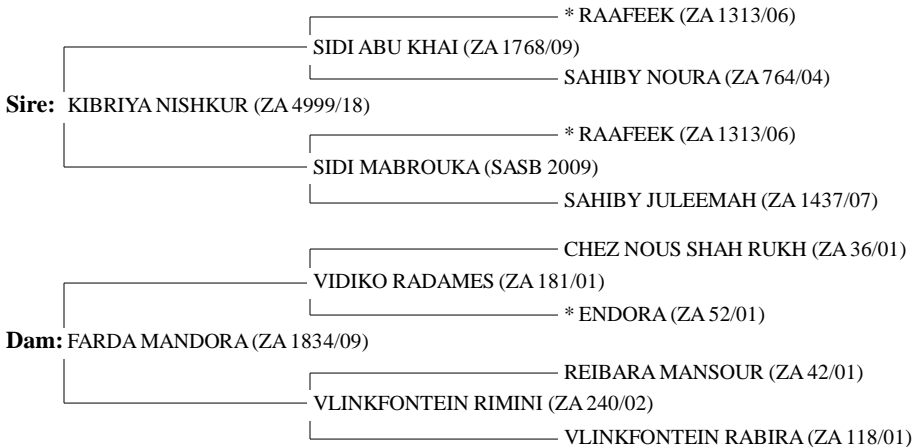 * RAAFEEK (ZA 1313/06)
SIDI ABU KHAI (ZA 1768/09)
SAHIBY NOURA (ZA 764/04)
Sire: KIBRIYA NISHKUR (ZA 4999/18)
* RAAFEEK (ZA 1313/06)
SIDI MABROUKA (SASB 2009)
SAHIBY JULEEMAH (ZA 1437/07)
CHEZ NOUS SHAH RUKH (ZA 36/01)
VIDIKO RADAMES (ZA 181/01)
* ENDORA (ZA 52/01)
Dam: FARDA MANDORA (ZA 1834/09)
REIBARA MANSOUR (ZA 42/01)
VLINKFONTEIN RIMINI (ZA 240/02)
VLINKFONTEIN RABIRA (ZA 118/01)